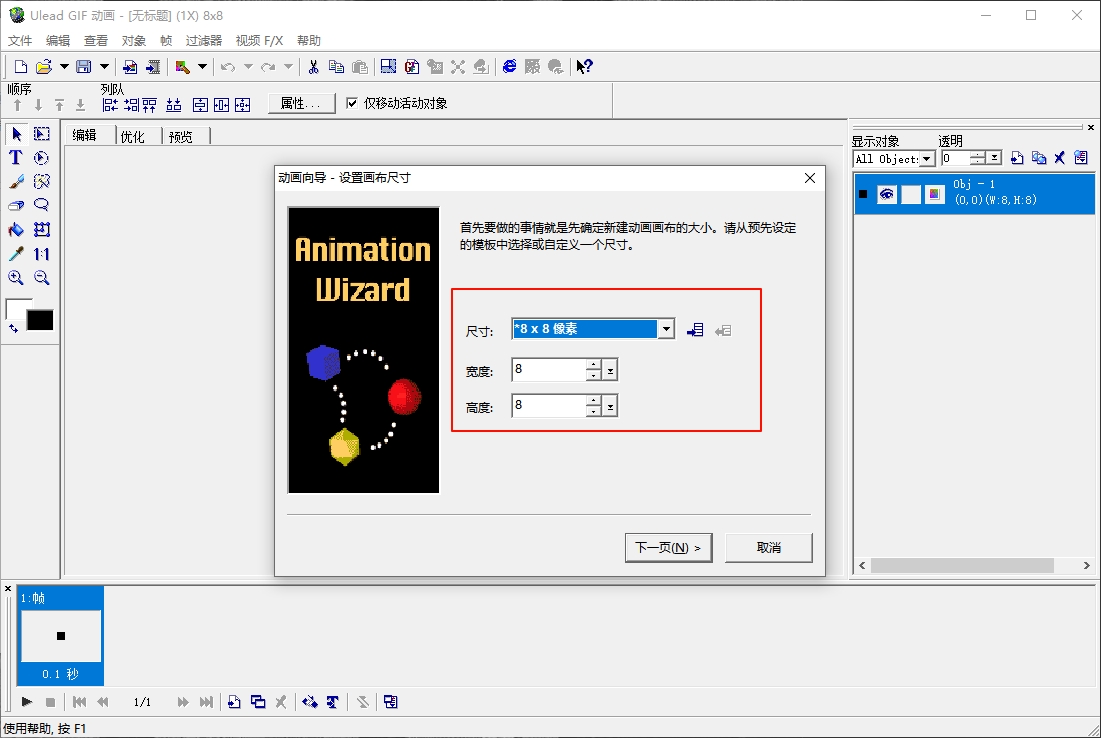 Ulead GIF 动画 - [无标题] (1X) 8x8
文件 编辑 查看 对象 帧 过滤器 视频 F/X 帮助
顺序 列队
属性... 仅移动活动对象
编辑 优化 预览
显示对象 透明
All Object: 0
Obj - 1
(0,0)(W:8,H:8)
动画向导 - 设置画布尺寸
Animation
Wizard
首先要做的事情就是先确定新建动画画布的大小。请从预先设定
的模板中选择或自定义一个尺寸。
尺寸: *8 x 8 像素
宽度: 8
高度: 8
下一页(N) > 取消
T
1:1
1:帧
0.1 秒
1/1
使用帮助, 按 F1